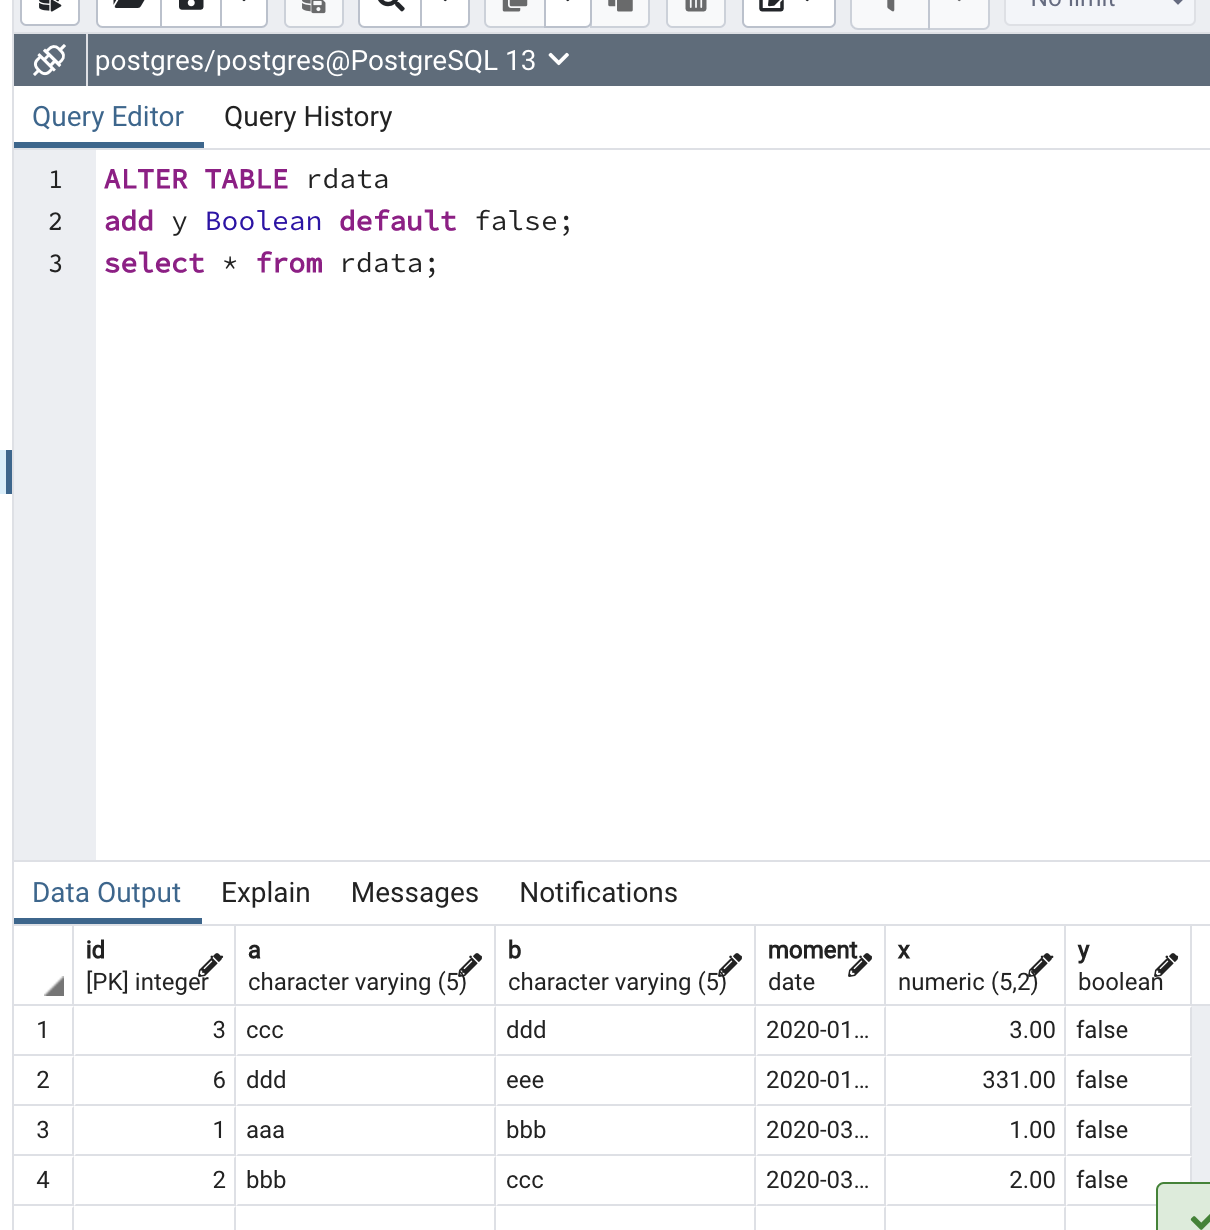 No limit
postgres/postgres@PostgreSQL 13
Query Editor Query History
1 ALTER TABLE rdata
2 add y Boolean default false;
3 select * from rdata;
Data Output Explain Messages Notifications
id a b moment x y
[PK] integer character varying (5) character varying (5) date numeric (5,2) boolean
1 3 ccc ddd 2020-01... 3.00 false
2 6 ddd eee 2020-01... 331.00 false
3 1 aaa bbb 2020-03... 1.00 false
4 2 bbb ccc 2020-03... 2.00 false